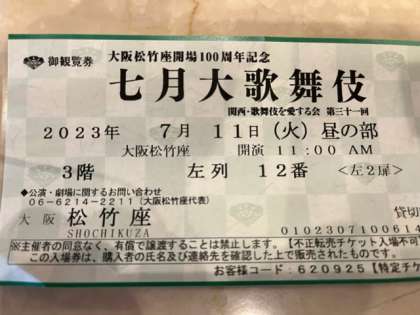 御観覧券 大阪松竹座開場100周年記念
七月大歌舞伎
関西・歌舞伎を愛する会 第三十一回
2023年 7月 11日(火) 昼の部
大阪松竹座 開演 11:00 AM
3階 左列 12番 <左2扉>
◆公演・劇場に関するお問い合わせ
06-6214-2211(大阪松竹座代表)
大阪 松竹座 貸切
SHOCHIKUZA 0102307100614
※主催者の同意なく、有償で譲渡することは禁止します。【不正転売チケット入場不可
この入場券は、購入者の氏名及び連絡先を確認した上で販売されたものです。
お客様コード:620925【特定チケ